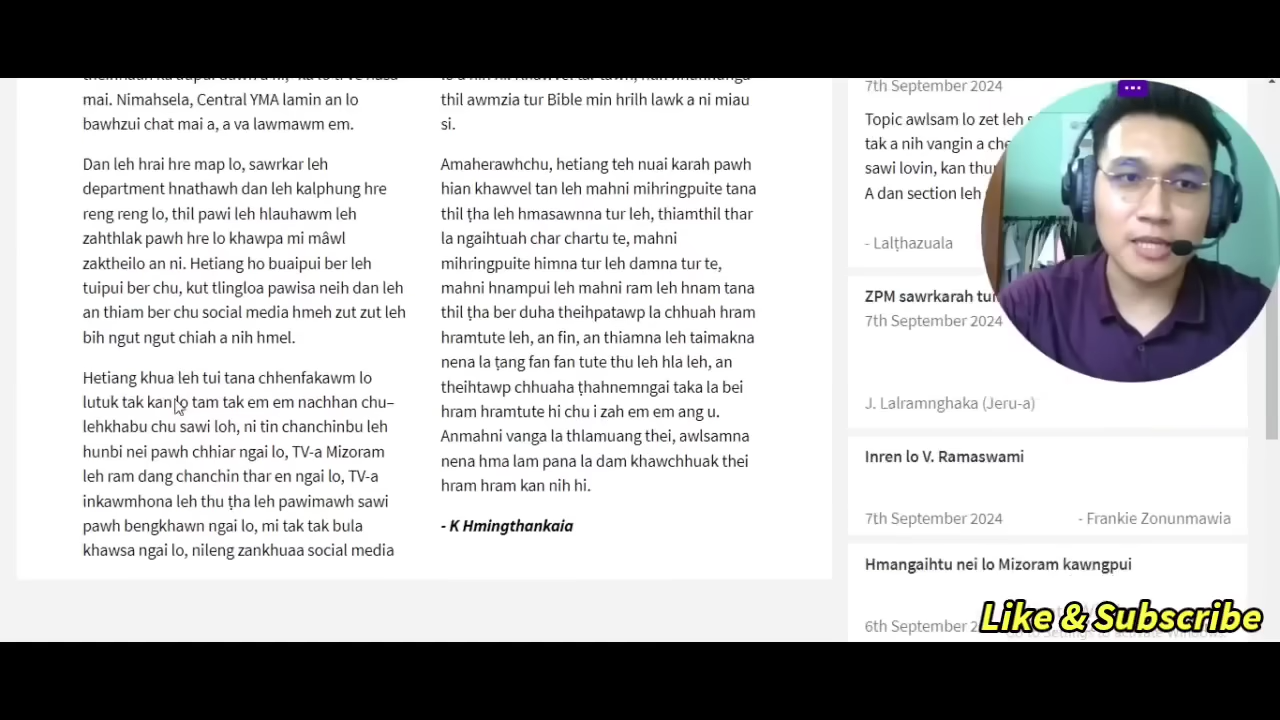 mai. Nimahsela, Central YMA lamin an lo
bawhzui chat mai a, a va lawmawm em.
Dan leh hrai hre map lo, sawrkar leh
department hnathawh dan leh kalphung hre
reng reng lo, thil pawi leh hlauhawm leh
zahthlak pawh hre lo khawpa mi mâwl
zaktheilo an ni. Hetiang ho buaipui ber leh
tuipui ber chu, kut tlingloa pawisa neih dan leh
an thiam ber chu social media hmeh zut zut leh
bih ngut ngut chiah a nih hmel.
Hetiang khua leh tui tana chhenfakawm lo
lutuk tak kan lo tam tak em em nachhan chu–
lehkhabu chu sawi loh, ni tin chanchinbu leh
hunbi nei pawh chhiar ngai lo, TV-a Mizoram
leh ram dang chanchin thar en ngai lo, TV-a
inkawmhona leh thu ṭha leh pawimawh sawi
pawh bengkhawn ngai lo, mi tak tak bula
khawsa ngai lo, nileng zankhuaa social media
thil awmzia tur Bible min hrilh lawk a ni miau
si.
Amaherawhchu, hetiang teh nuai karah pawh
hian khawvel tan leh mahni mihringpuite tana
thil ṭha leh hmasawnna tur leh, thiamthil thar
la ngaihtuah char chartu te, mahni
mihringpuite himna tur leh damna tur te,
mahni hnampui leh mahni ram leh hnam tana
thil ṭha ber duha theihpatawp la chhuah hram
hramtute leh, an fin, an thiamna leh taimakna
nena la ṭang fan fan tute thu leh hla leh, an
theihtawp chhuaha ṭhahnemngai taka la bei
hram hramtute hi chu i zah em em ang u.
Anmahni vanga la thlamuang thei, awlsamna
nena hma lam pana la dam khawchhuak thei
hram hram kan nih hi.
- K Hmingthankaia
7th September 2024
Topic awlsam lo zet leh
tak a nih vangin a
sawi lovin, kan
A dan section leh
- Lalṭhazuala
ZPM sawrkarah
7th September 2024
J. Lalramnghaka (Jeru-a)
Inren lo V. Ramaswami
7th September 2024 - Frankie Zonunmawia
Hmangaihtu nei lo Mizoram kawngpui
6th September
Like & Subscribe